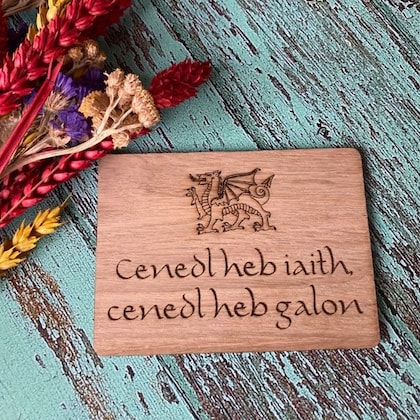 Cenedl heb iaith,
cenedl heb galon